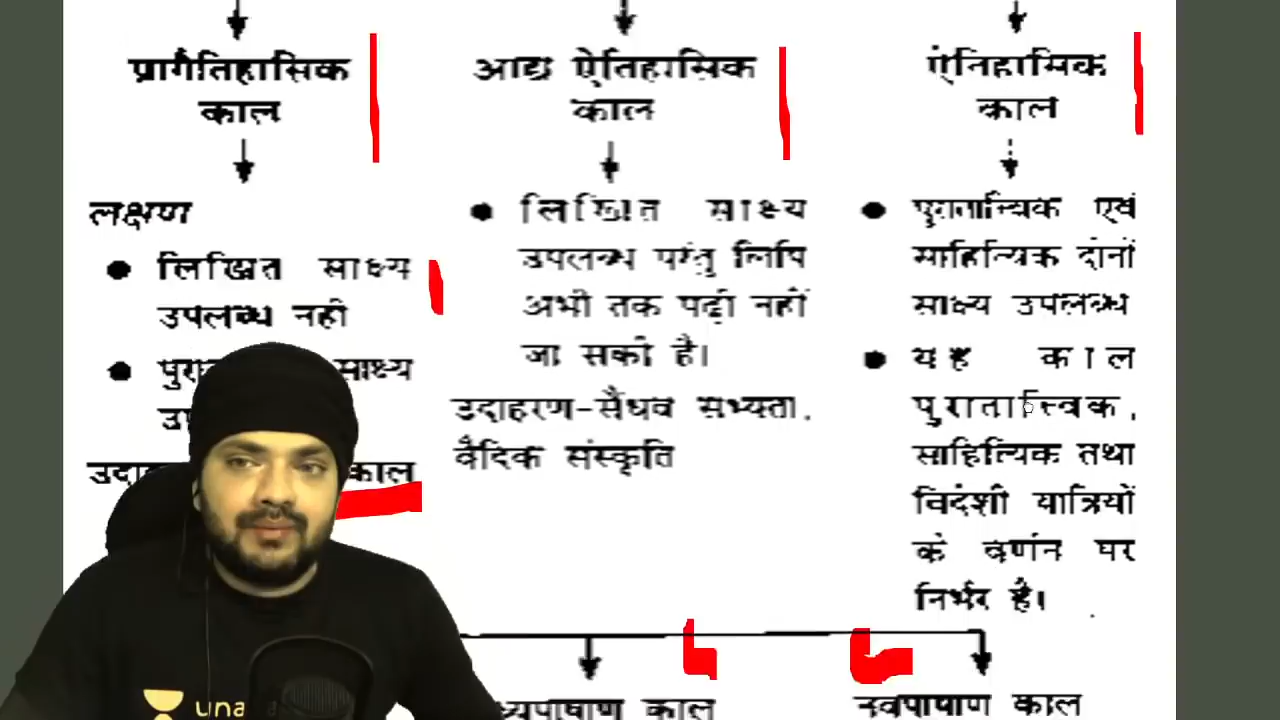 प्रागैतिहासिक
काल
लक्षण
लिखित साक्ष्य
उपलब्ध नही
साक्ष्य
काल
आद्य ऐतिहासिक
काल
लिखित साक्ष्य
उपलब्ध परंतु लिपि
अभी तक पढ़ी नहीं
जा सकी है।
उदाहरण-सैंधव सभ्यता,
वैदिक संस्कृति
ऐतिहासिक
काल
पुरातात्विक एवं
साहित्यिक दोनों
साक्ष्य उपलब्ध
यह काल
पुरातात्त्विक,
साहित्यिक तथा
विदेशी यात्रियों
के वर्णन पर
निर्भर है।
काल
नवपाषाण काल